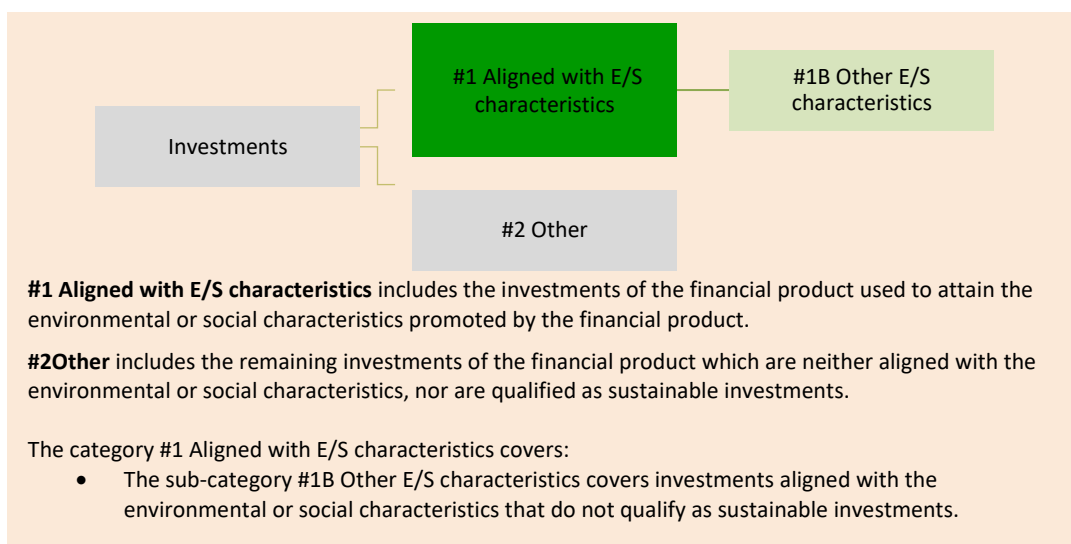 #1 Aligned with E/S
characteristics
#1B Other E/S
characteristics
Investments
#2 Other
#1 Aligned with E/S characteristics includes the investments of the financial product used to attain the
environmental or social characteristics promoted by the financial product.
#2Other includes the remaining investments of the financial product which are neither aligned with the
environmental or social characteristics, nor are qualified as sustainable investments.
The category #1 Aligned with E/S characteristics covers:
• The sub-category #1B Other E/S characteristics covers investments aligned with the
environmental or social characteristics that do not qualify as sustainable investments.